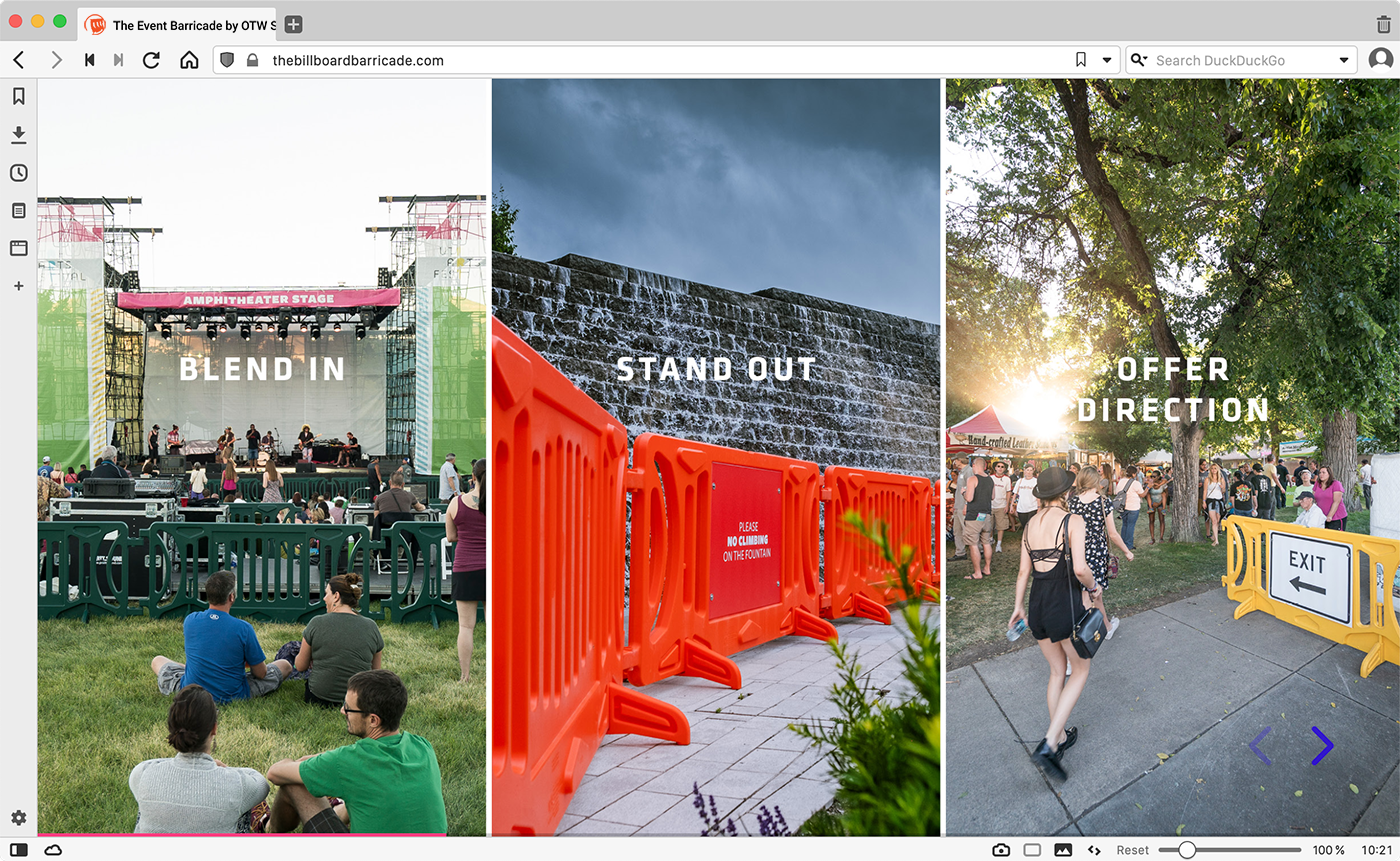 The Event Barricade by OTW S
thebillboardbarricade.com
Search DuckDuckGo
AMPHITHEATER STAGE
BLEND IN
STAND OUT
PLEASE
NO CLIMBING
ON THE FOUNTAIN
OFFER
DIRECTION
Hand-crafted Leather
EXIT
Reset
100 %
10:21